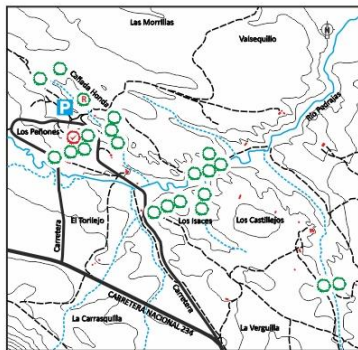 Las Morrillas
Valsequillo
N
Cañada Honda
R
P
Río Pedrajas
Los Peñones
El Torilejo
Los Isaces
Los Castillejos
Carretera
Carretera
CARRETERA NACIONAL 234
La Carrasquilla
La Verguilla